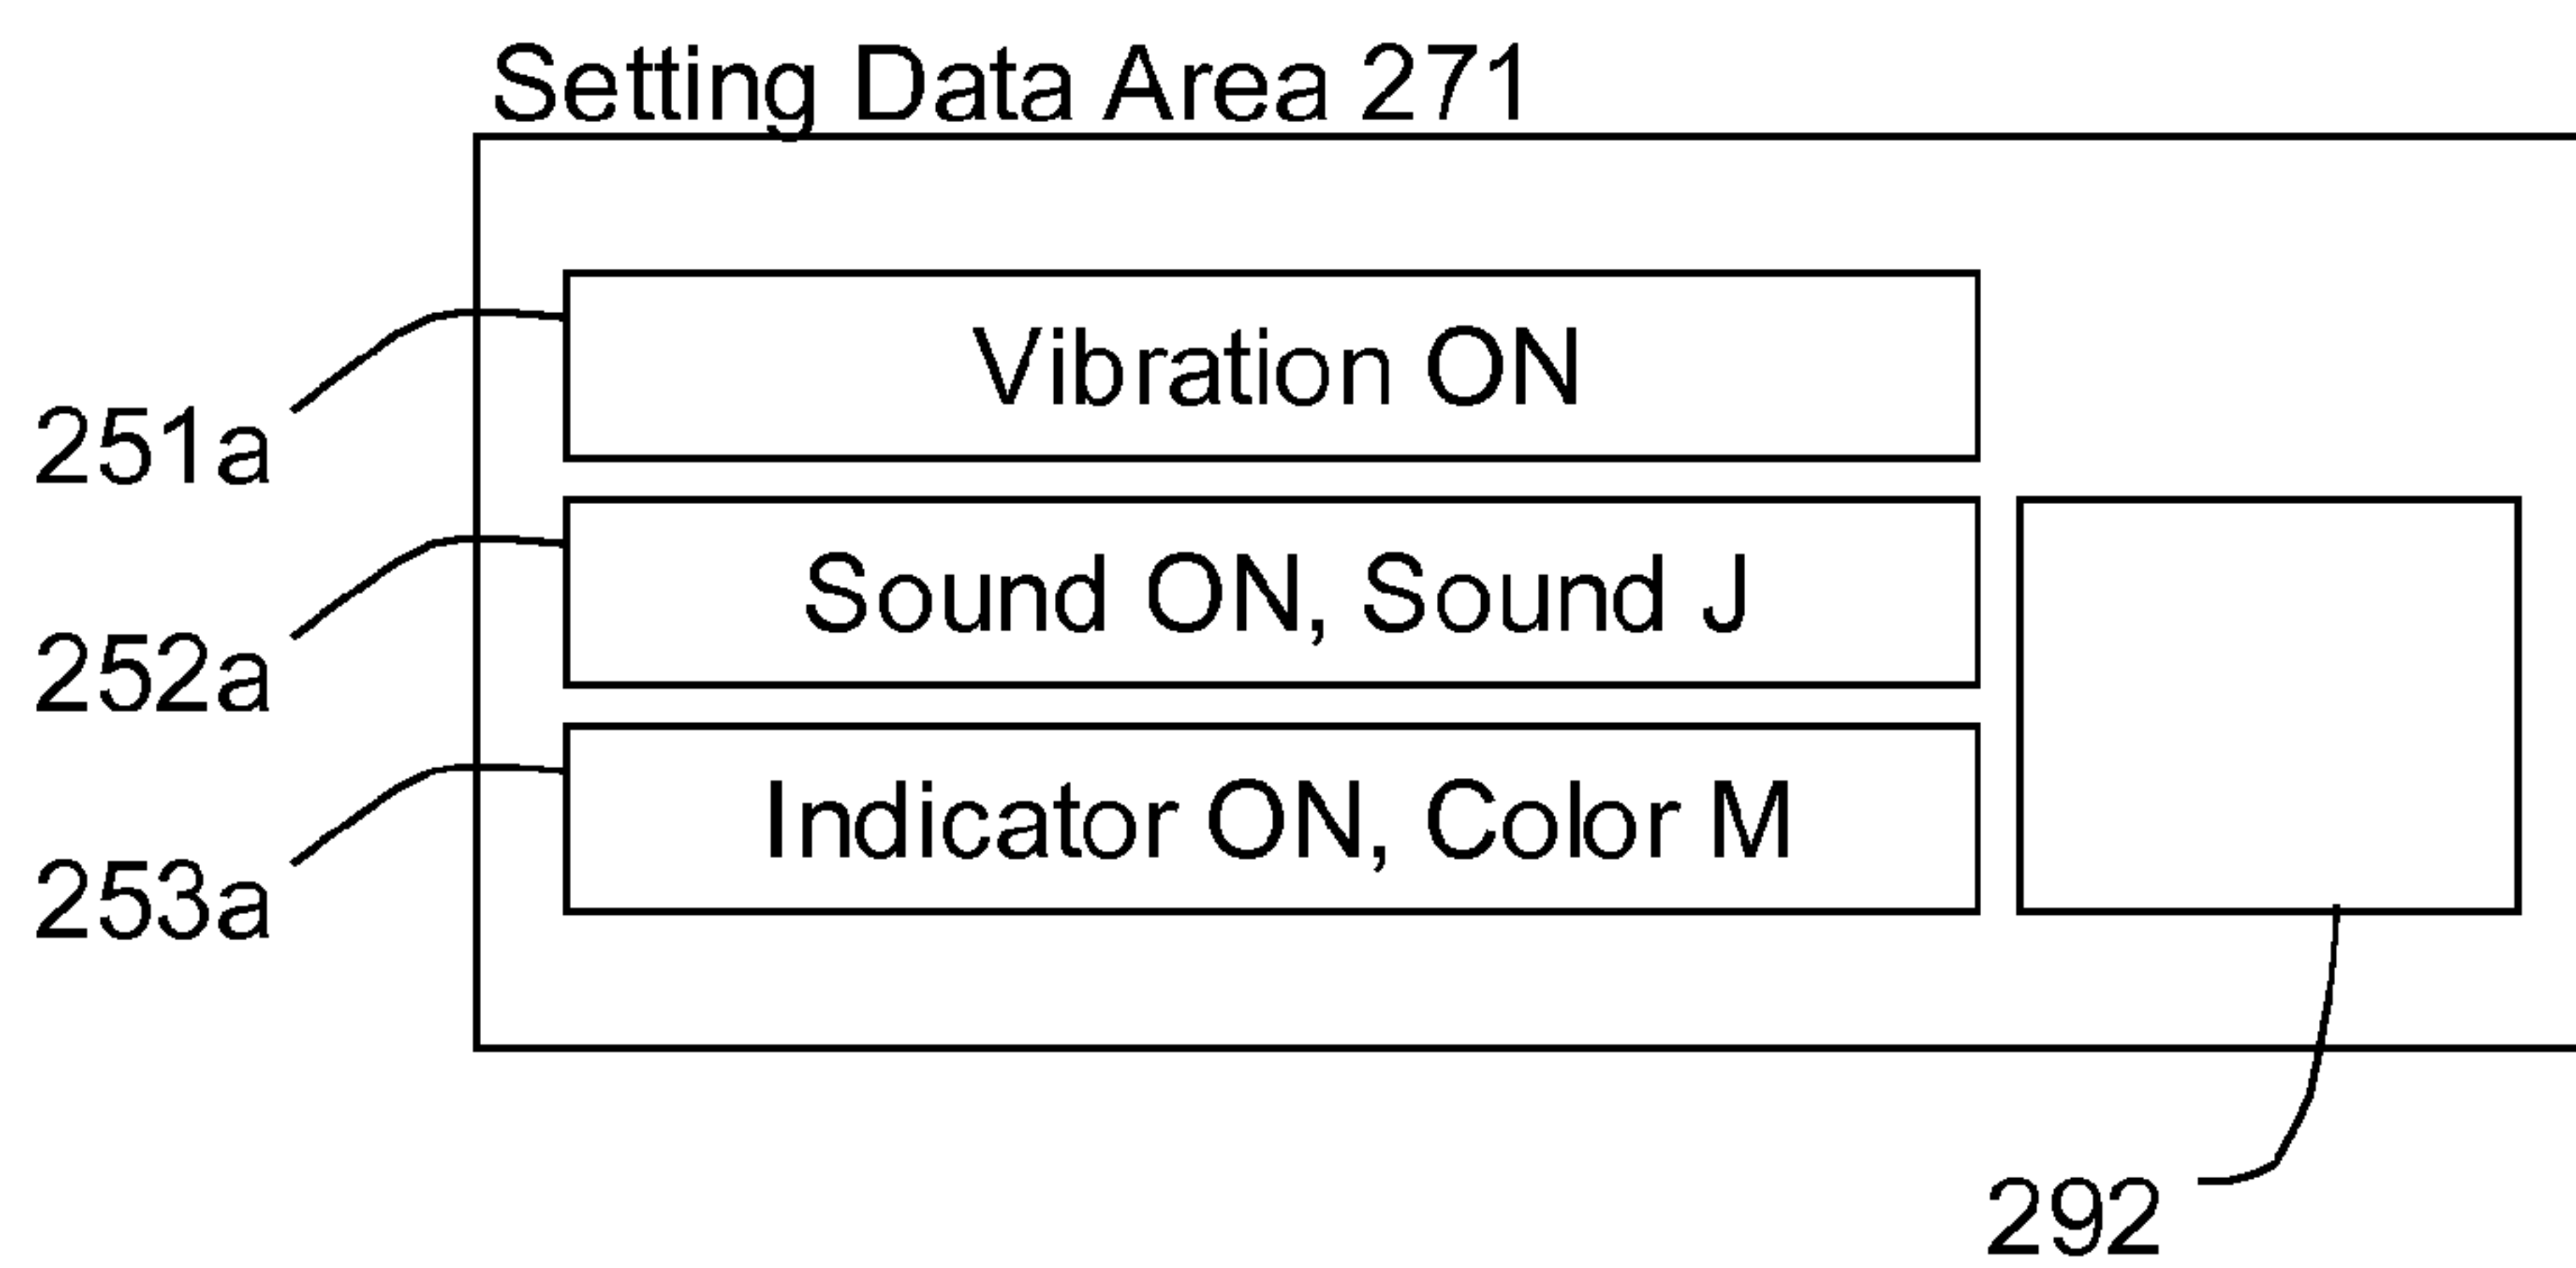 Setting Data Area 271
Vibration ON
251a
Sound ON, Sound J
252a
Indicator ON, Color M
253a
292